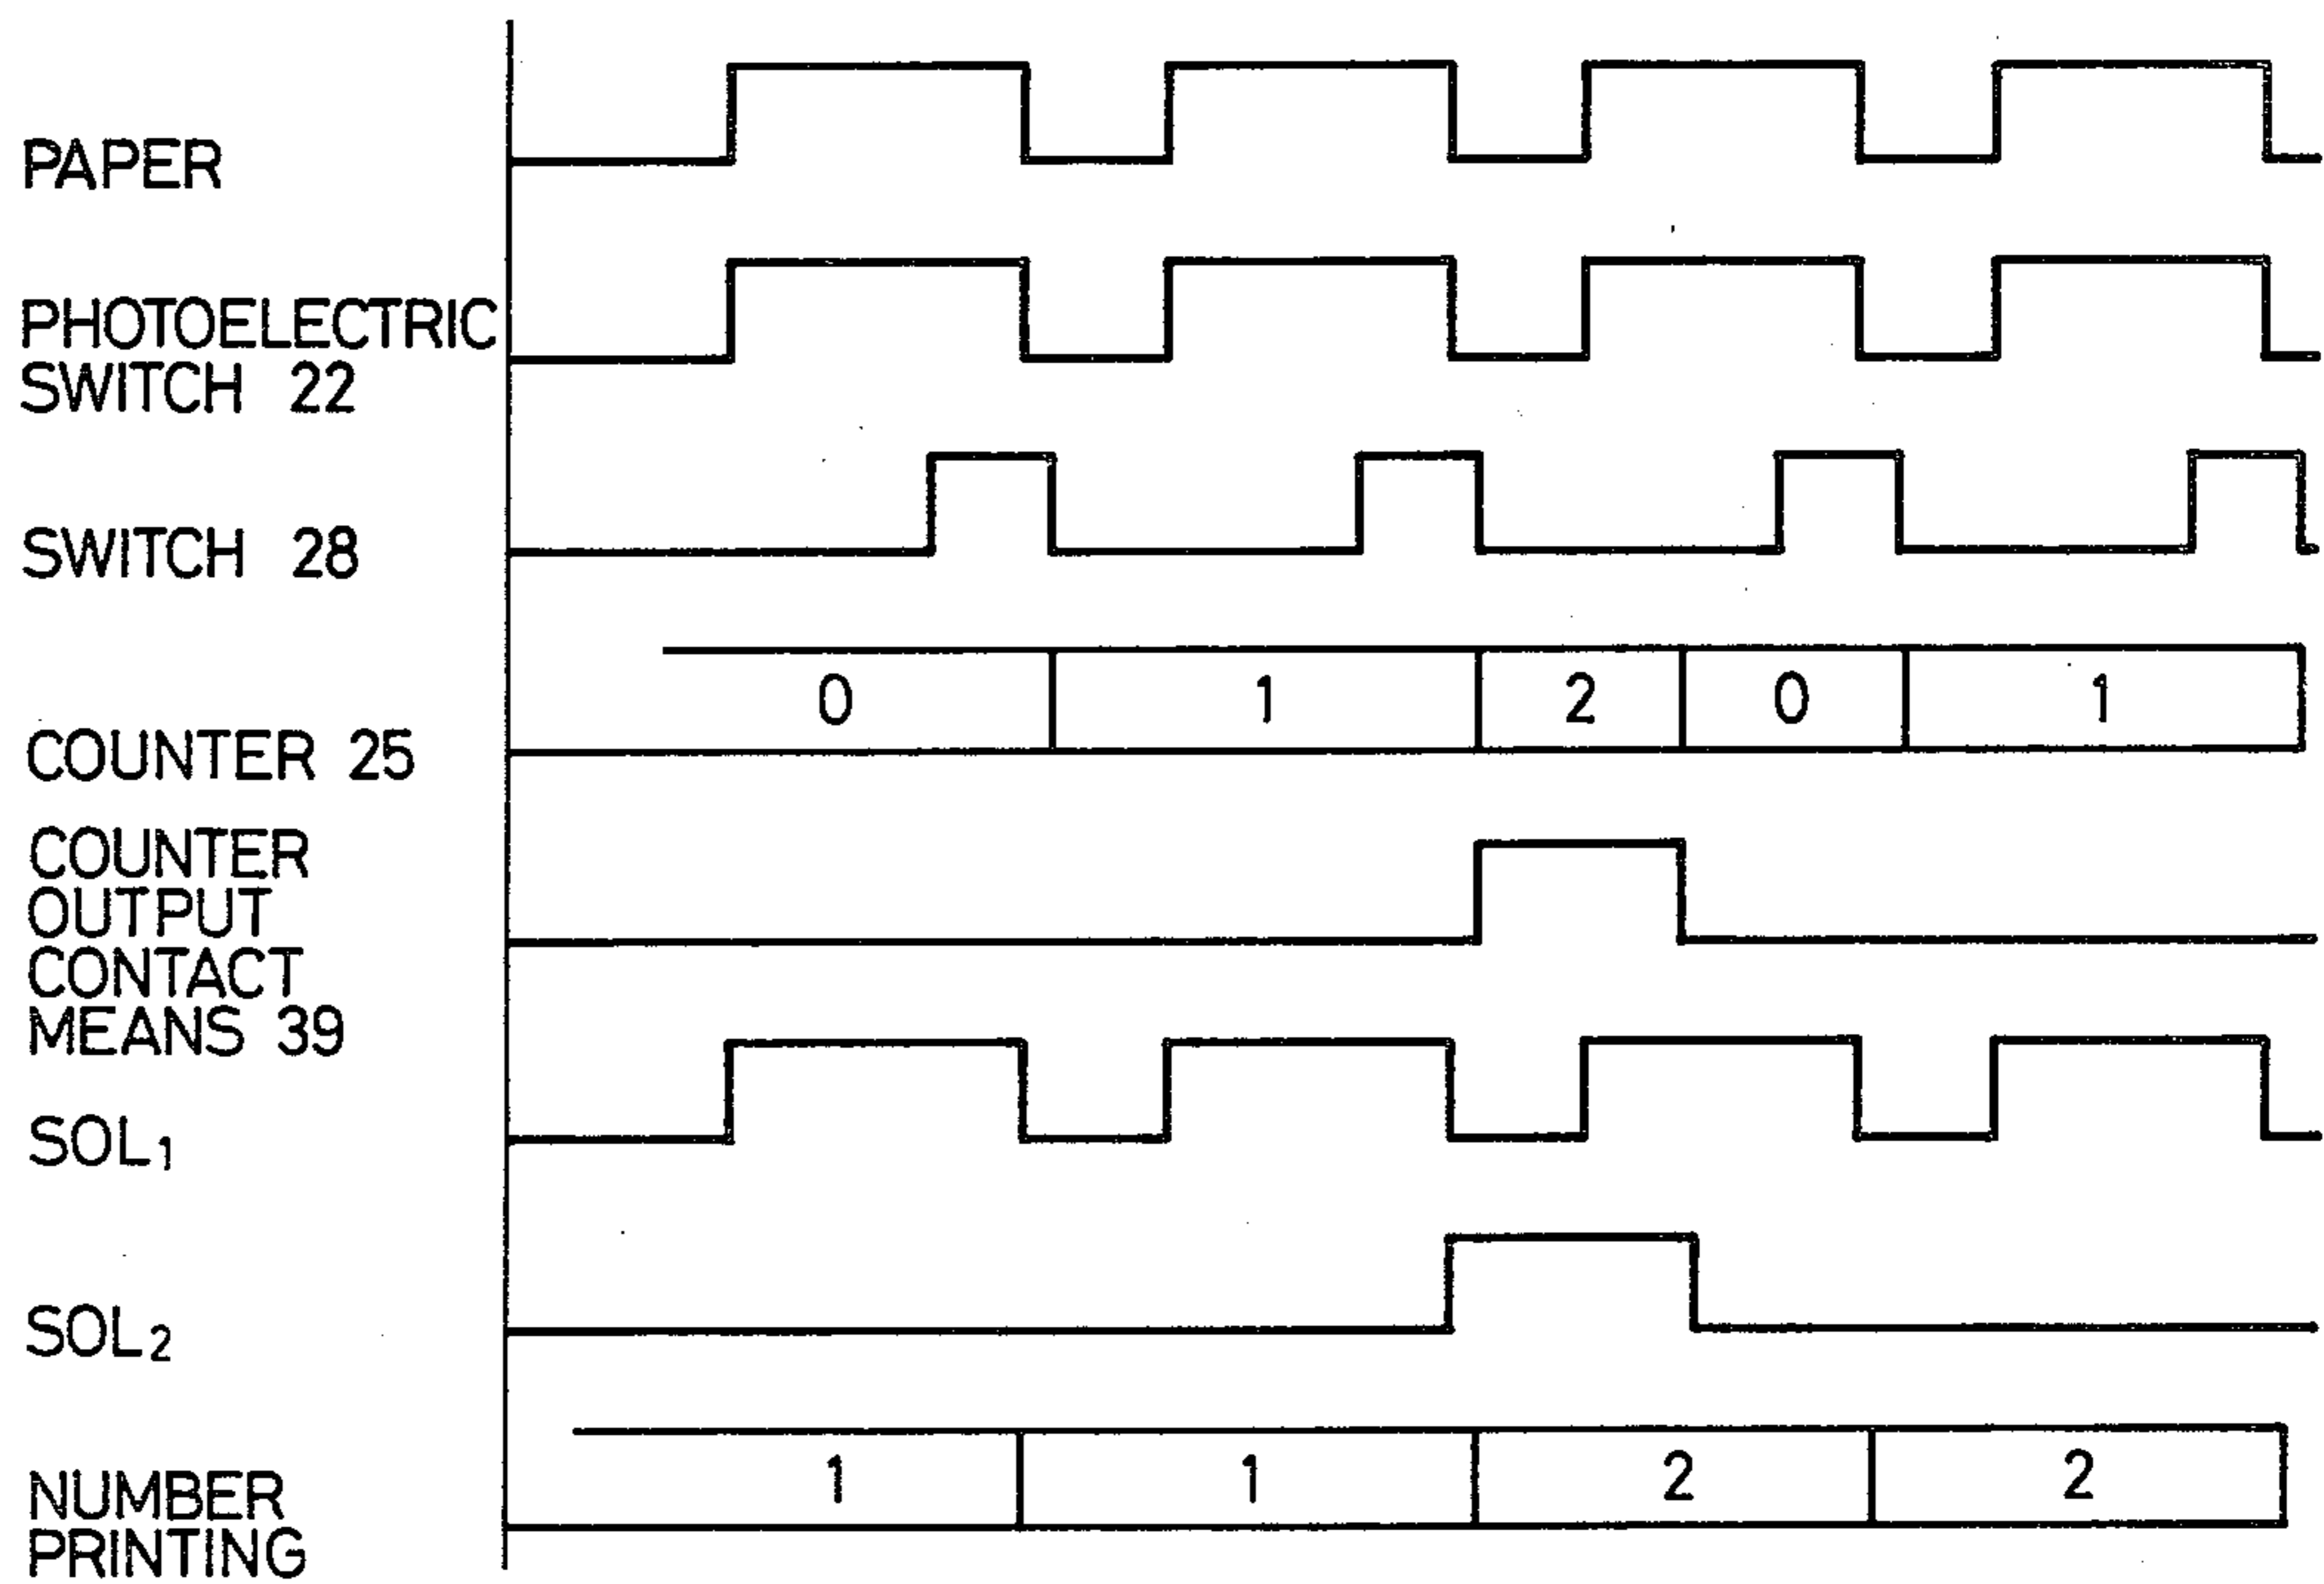 PAPER
PHOTOELECTRIC
SWITCH 22
SWITCH 28
0 1 2 0 1
COUNTER 25
COUNTER
OUTPUT
CONTACT
MEANS 39
SOL₁
SOL₂
1 1 2 2
NUMBER
PRINTING